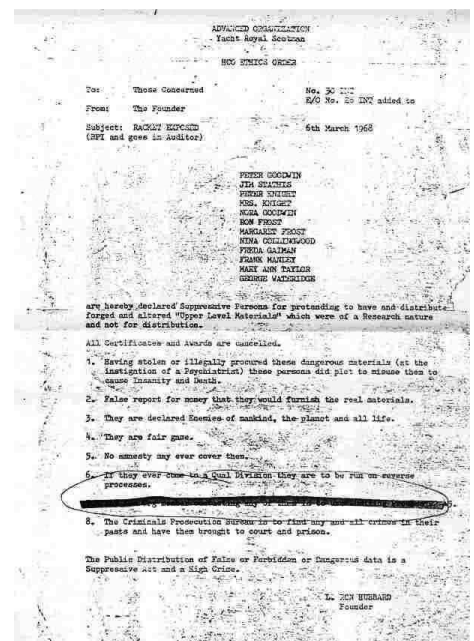 ADVANCED ORGANIZATION
Yacht Royal Scotman
HCO ETHICS ORDER
To: Those Concerned No. 30 INT
E/O No. 20 INT added to
From: The Founder
Subject: RACKET EXPOSED 6th March 1968
(BPI and goes in Auditor)
PETER GOODWIN
JIM STATHIS
PETER KNIGHT
MRS. KNIGHT
NORA GOODWIN
RON FROST
MARGARET FROST
NINA COLLINGWOOD
FREDA GAIMAN
FRANK MANLEY
MARY ANN TAYLOR
GEORGE WATERIDGE
are hereby declared Suppressive Persons for pretending to have and distribute
forged and altered "Upper Level Materials" which were of a Research nature
and not for distribution.
All Certificates and Awards are cancelled.
1. Having stolen or illegally procured these dangerous materials (at the
instigation of a Psychiatrist) these persons did plot to misuse them to
cause Insanity and Death.
2. False report for money that they would furnish the real materials.
3. They are declared Enemies of mankind, the planet and all life.
4. They are fair game.
5. No amnesty may ever cover them.
6. If they ever come to a Qual Division they are to be run on reverse
processes.
8. The Criminals Prosecution Bureau is to find any and all crimes in their
pasts and have them brought to court and prison.
The Public Distribution of False or Forbidden or Dangerous data is a
Suppressive Act and a High Crime.
L. RON HUBBARD
Founder